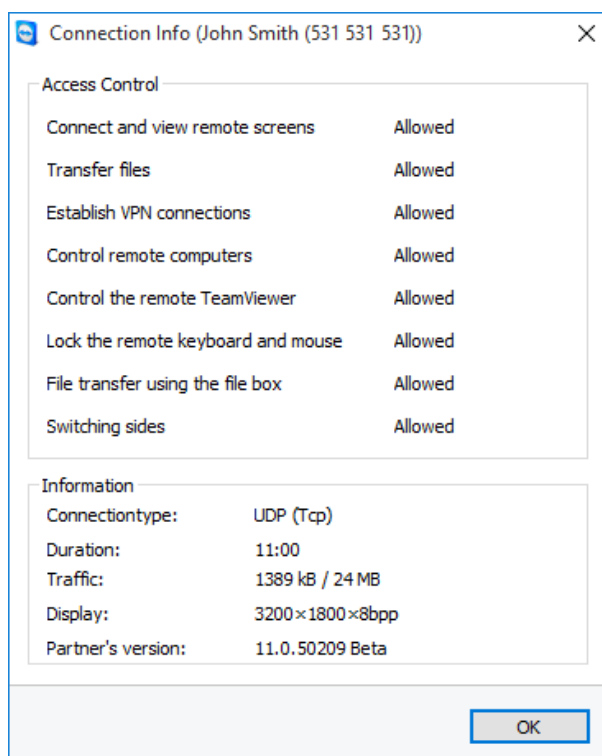 Connection Info (John Smith (531 531 531))
Access Control
Connect and view remote screens Allowed
Transfer files Allowed
Establish VPN connections Allowed
Control remote computers Allowed
Control the remote TeamViewer Allowed
Lock the remote keyboard and mouse Allowed
File transfer using the file box Allowed
Switching sides Allowed
Information
Connectiontype: UDP (Tcp)
Duration: 11:00
Traffic: 1389 kB / 24 MB
Display: 3200×1800×8bpp
Partner's version: 11.0.50209 Beta
OK